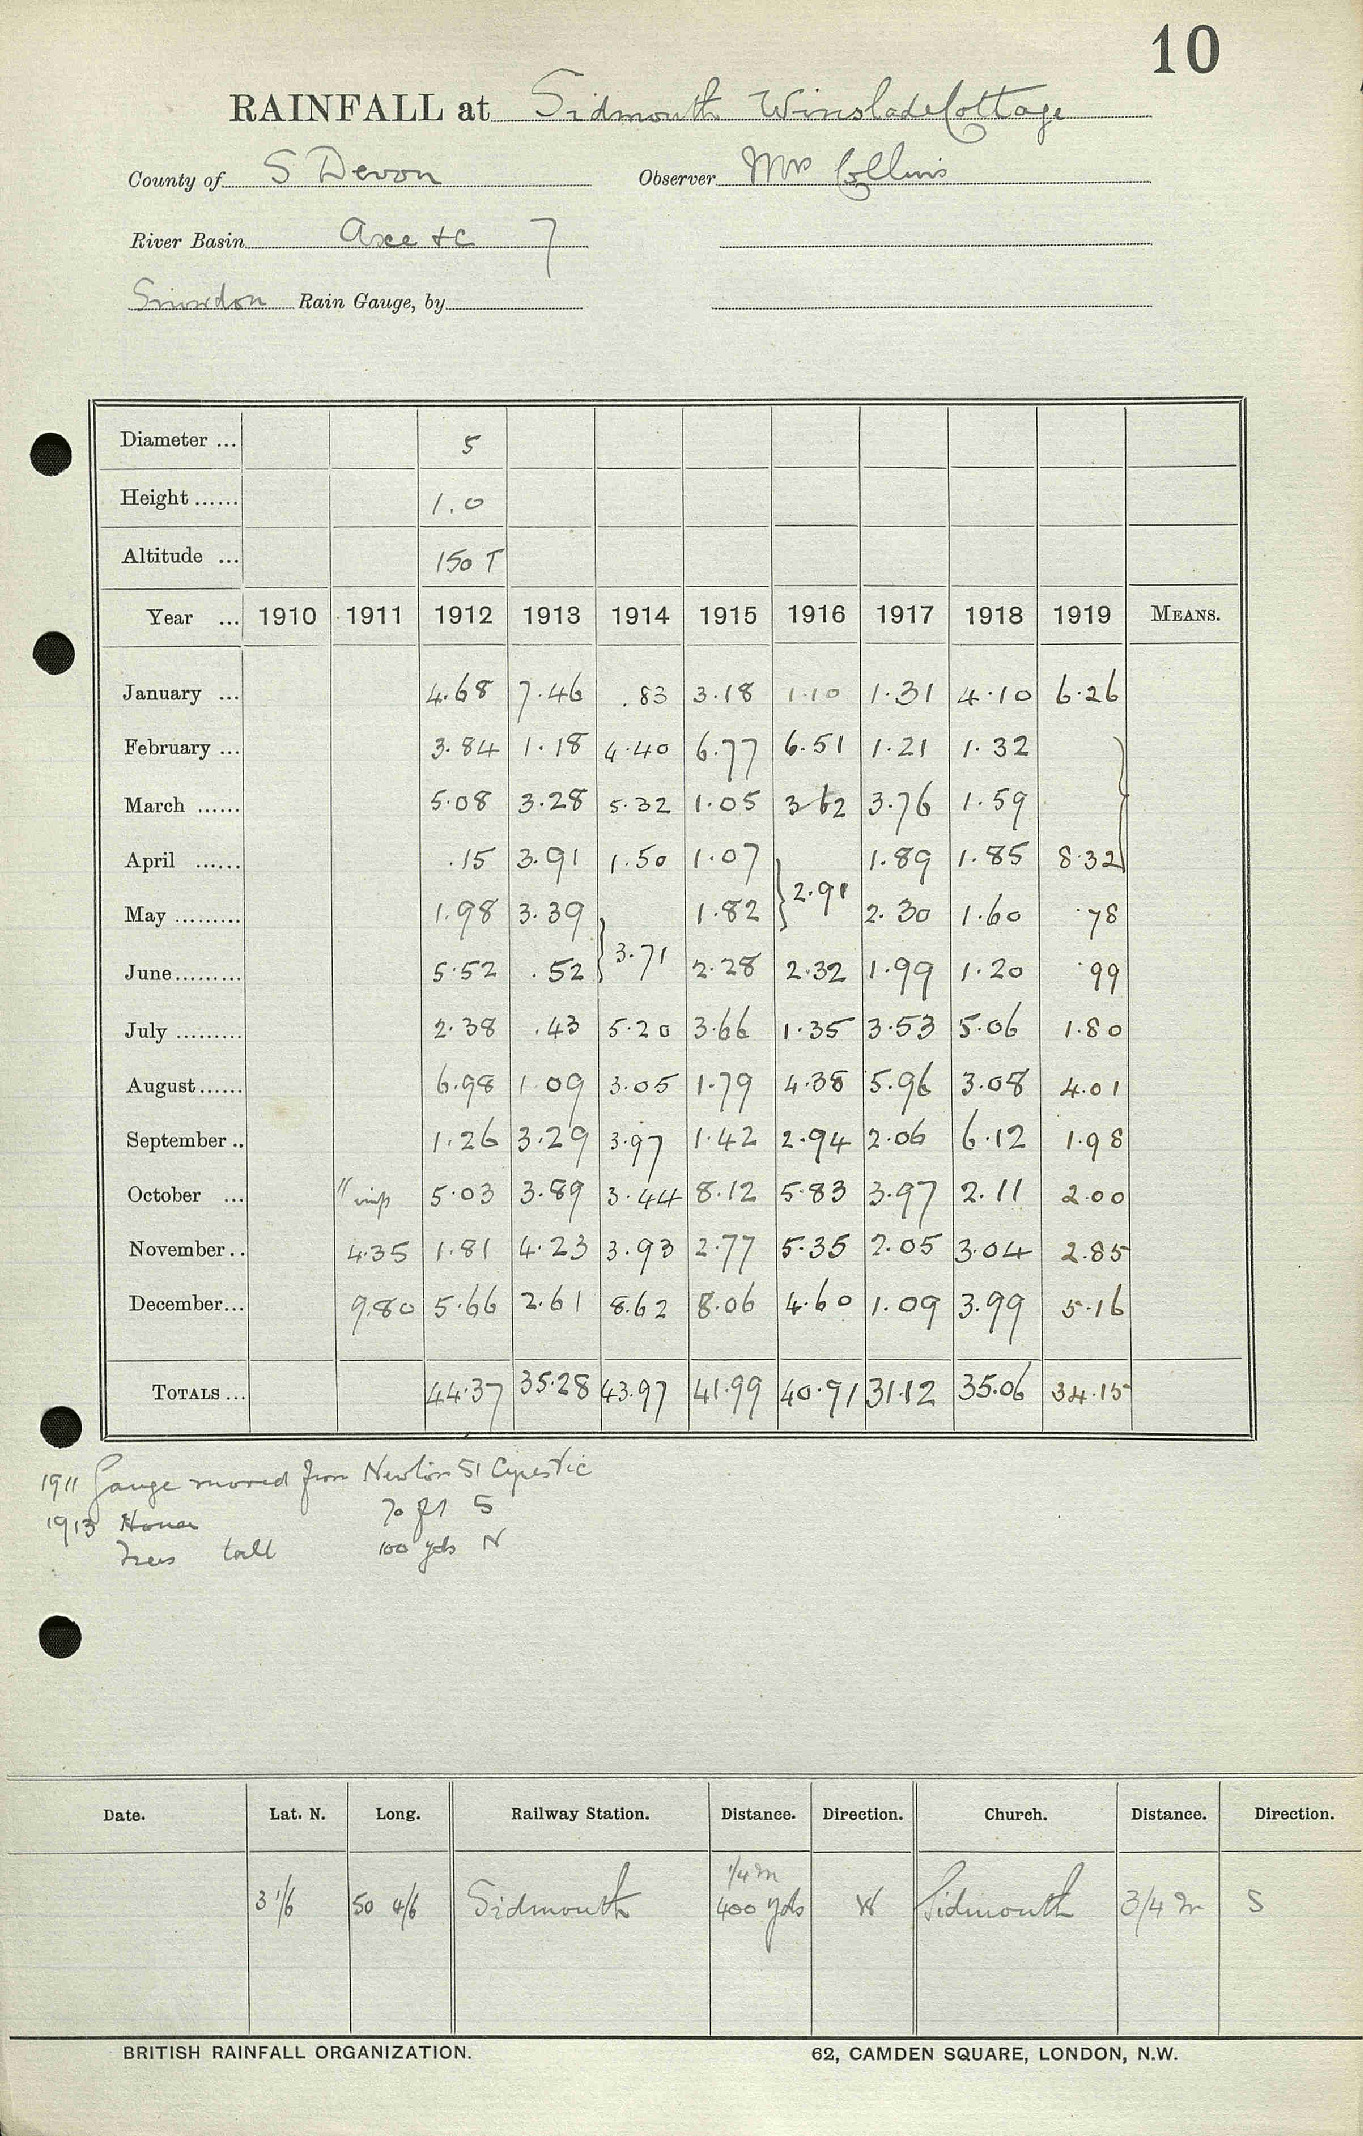 10
RAINFALL at Sidmouth Winslade Cottage
County of S Devon Observer Mrs Collins
River Basin Axe &c 7
Snowdon Rain Gauge, by
Diameter ... 5
Height ...... 1.0
Altitude ... 150 T
Year ... 1910 1911 1912 1913 1914 1915 1916 1917 1918 1919 MEANS.
January ... 4.68 7.46 .83 3.18 1.10 1.31 4.10 6.26
February ... 3.84 1.18 4.40 6.77 6.51 1.21 1.32
March ...... 5.08 3.28 5.32 1.05 3.62 3.76 1.59
April ...... .15 3.91 1.50 1.07 1.89 1.85 8.32
May ......... 1.98 3.39 1.82 } 2.91 2.30 1.60 .78
June......... 5.52 .52 } 3.71 2.28 2.32 1.99 1.20 .99
July ......... 2.38 .43 5.20 3.66 1.35 3.53 5.06 1.80
August...... 6.98 1.09 3.05 1.79 4.38 5.96 3.08 4.01
September .. 1.26 3.29 3.97 1.42 2.94 2.06 6.12 1.98
October ... 5.03 3.89 3.44 8.12 5.83 3.97 2.11 2.00
November.. 4.35 1.81 4.23 3.93 2.77 5.35 2.05 3.04 2.85
December... 9.80 5.66 2.61 8.62 8.06 4.60 1.09 3.99 5.16
TOTALS ... 44.37 35.28 43.97 41.99 40.91 31.12 35.06 34.15
1911 Gauge moved from Newton St Cyres
1913 House 70 ft S
Trees tall 100 yds N
Date. Lat. N. Long. Railway Station. Distance. Direction. Church. Distance. Direction.
1/4 m
3 1/6 50 4/6 Sidmouth 400 yds Sidmouth 3/4 m S
BRITISH RAINFALL ORGANIZATION. 62, CAMDEN SQUARE, LONDON, N.W.